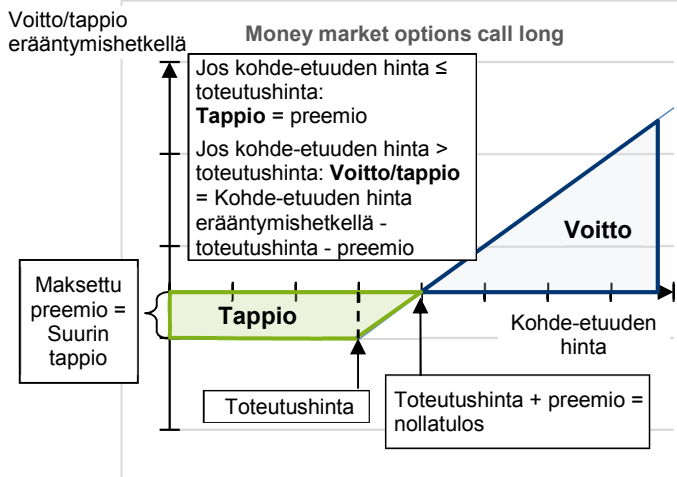 Voitto/tappio
erääntymishetkellä
Money market options call long
Jos kohde-etuuden hinta ≤
toteutushinta:
Tappio = preemio
Jos kohde-etuuden hinta >
toteutushinta: Voitto/tappio
= Kohde-etuuden hinta
erääntymishetkellä -
toteutushinta - preemio
Voitto
Maksettu
preemio =
Suurin
tappio
Tappio
Kohde-etuuden
hinta
Toteutushinta
Toteutushinta + preemio =
nollatulos